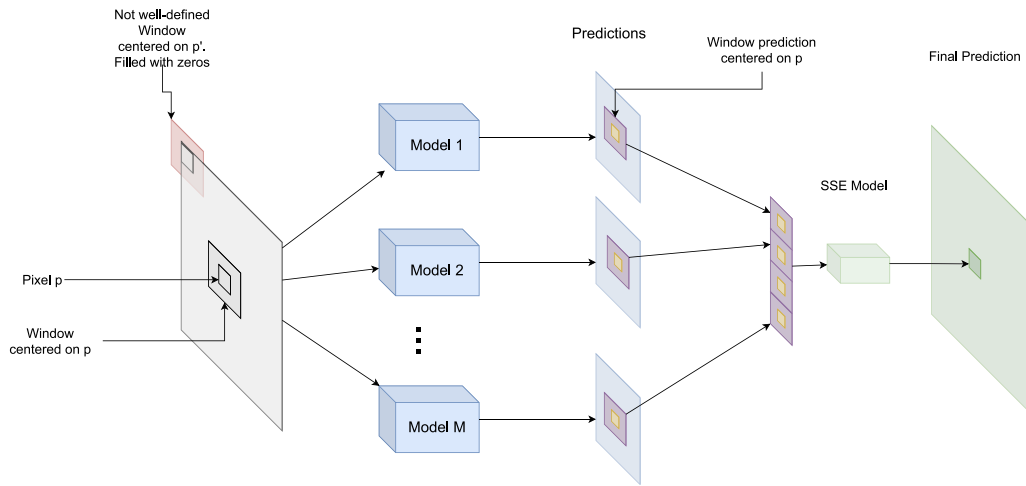 Not well-defined
Window
centered on p'.
Filled with zeros
Predictions
Window prediction
centered on p
Final Prediction
Model 1
SSE Model
Model 2
Pixel p
Window
centered on p
Model M